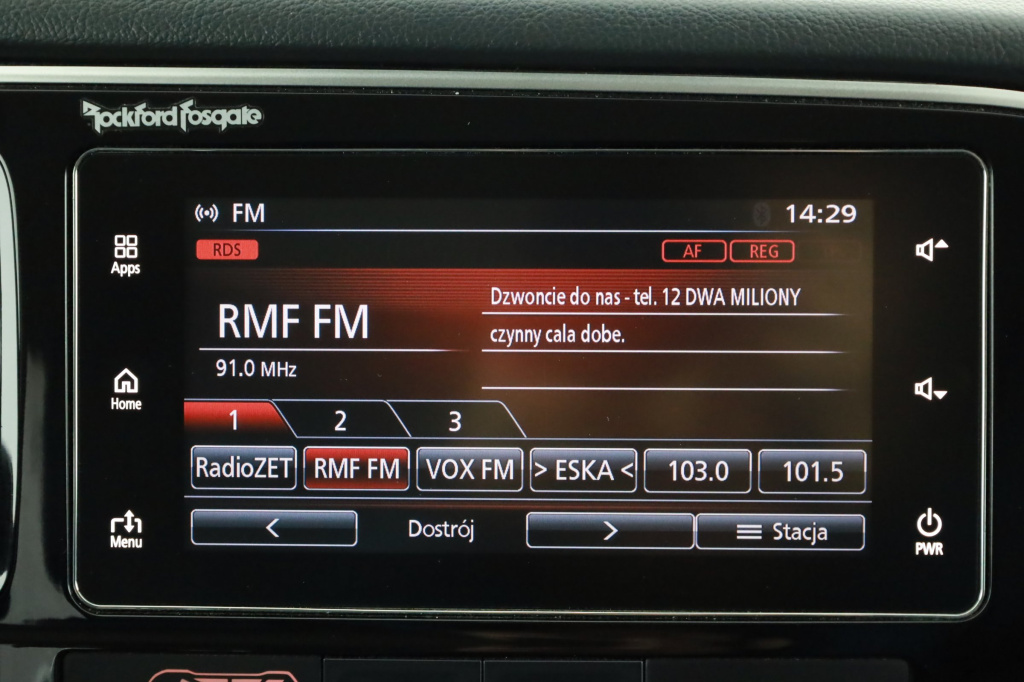 Rockford Fosgate
FM
14:29
Apps
RDS
AF
REG
RMF FM
91.0 MHz
Dzwoncie do nas - tel. 12 DWA MILIONY
czynny cala dobe.
Home
1
2
3
RadioZET
RMF FM
VOX FM
> ESKA <
103.0
101.5
Menu
<
Dostrój
>
Stacja
PWR